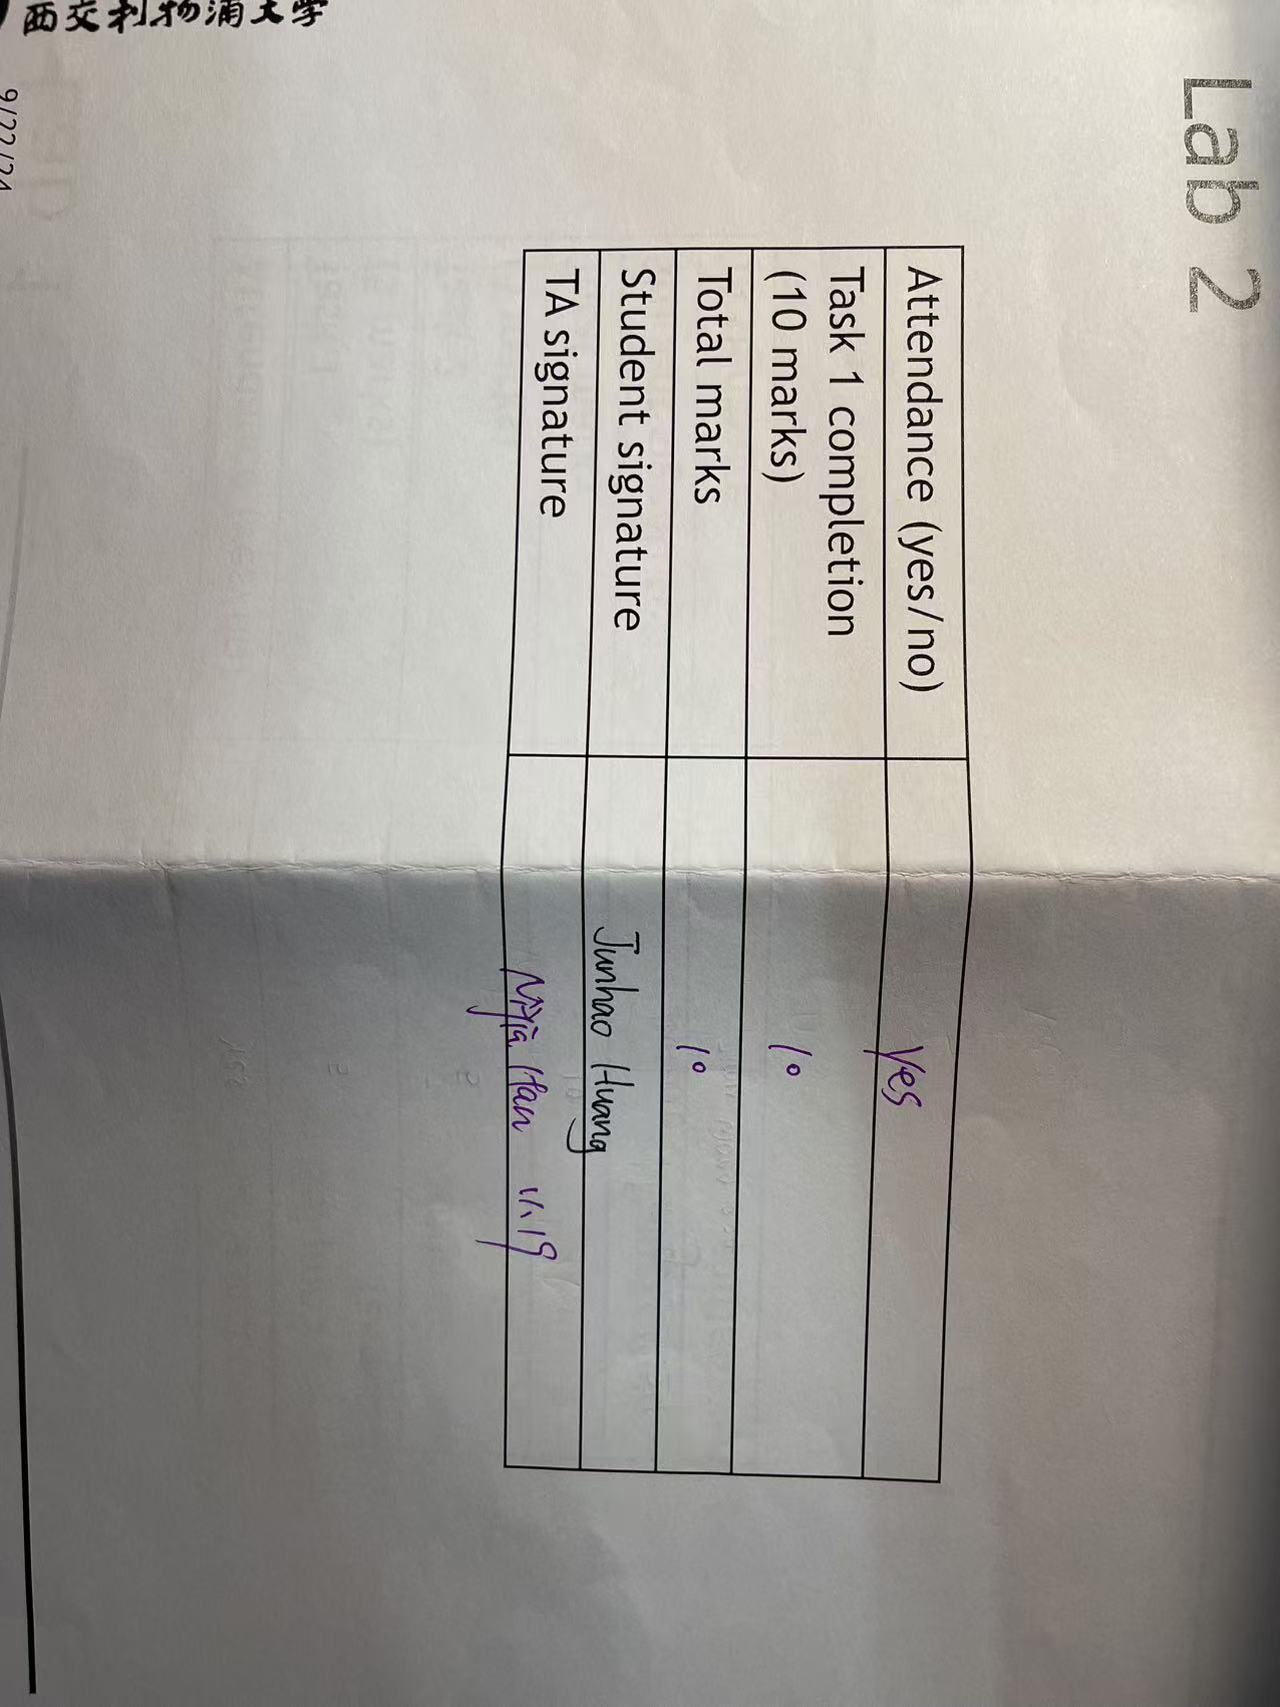 Lab 2
Attendance (yes/no) yes
Task 1 completion
(10 marks) 10
Total marks 10
Student signature Junhao Huang
TA signature Nijia Han 11.19
西交利物浦大学
9/22/24